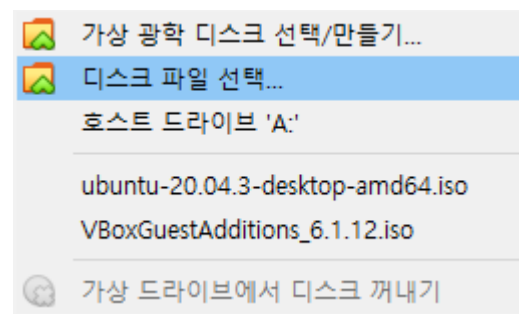 가상 광학 디스크 선택/만들기...
디스크 파일 선택...
호스트 드라이브 'A:'
ubuntu-20.04.3-desktop-amd64.iso
VBoxGuestAdditions_6.1.12.iso
가상 드라이브에서 디스크 꺼내기